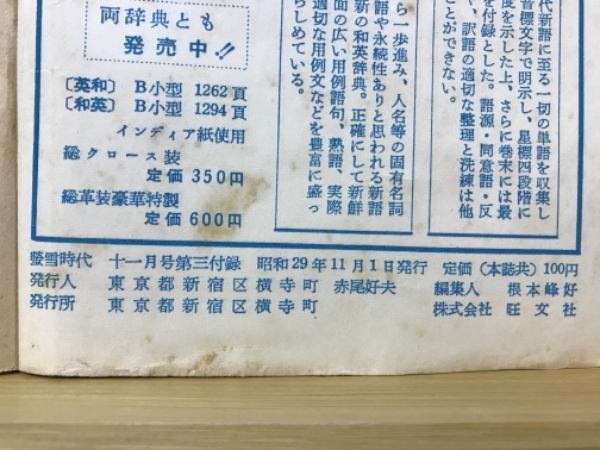 代新語に至る一切の単語を収集し
音標文字で明示し、星標四段階に
度を示した上、さらに巻末には最
を付録とした。語源・同意語・反
、訳語の適切な整理と洗練は他
ことができない。
ら一歩進み、人名等の固有名詞
語や永続性ありと思われる新語
新の和英辞典。正確にして新鮮
面の広い用例語句、熟語、実際
適切な用例文などを豊富に盛っ
らしめている。
両辞典とも
発売中!!
〔英和〕 B小型 1262頁
〔和英〕 B小型 1294頁
インディア紙使用
総クロース装
定価 350円
総革装豪華特製
定価 600円
螢雪時代 十一月号第三付録 昭和29年11月1日発行 定価(本誌共)100円
発行人 東京都新宿区横寺町 赤尾好夫 編集人 根本峰好
発行所 東京都新宿区横寺町 株式会社 旺文社